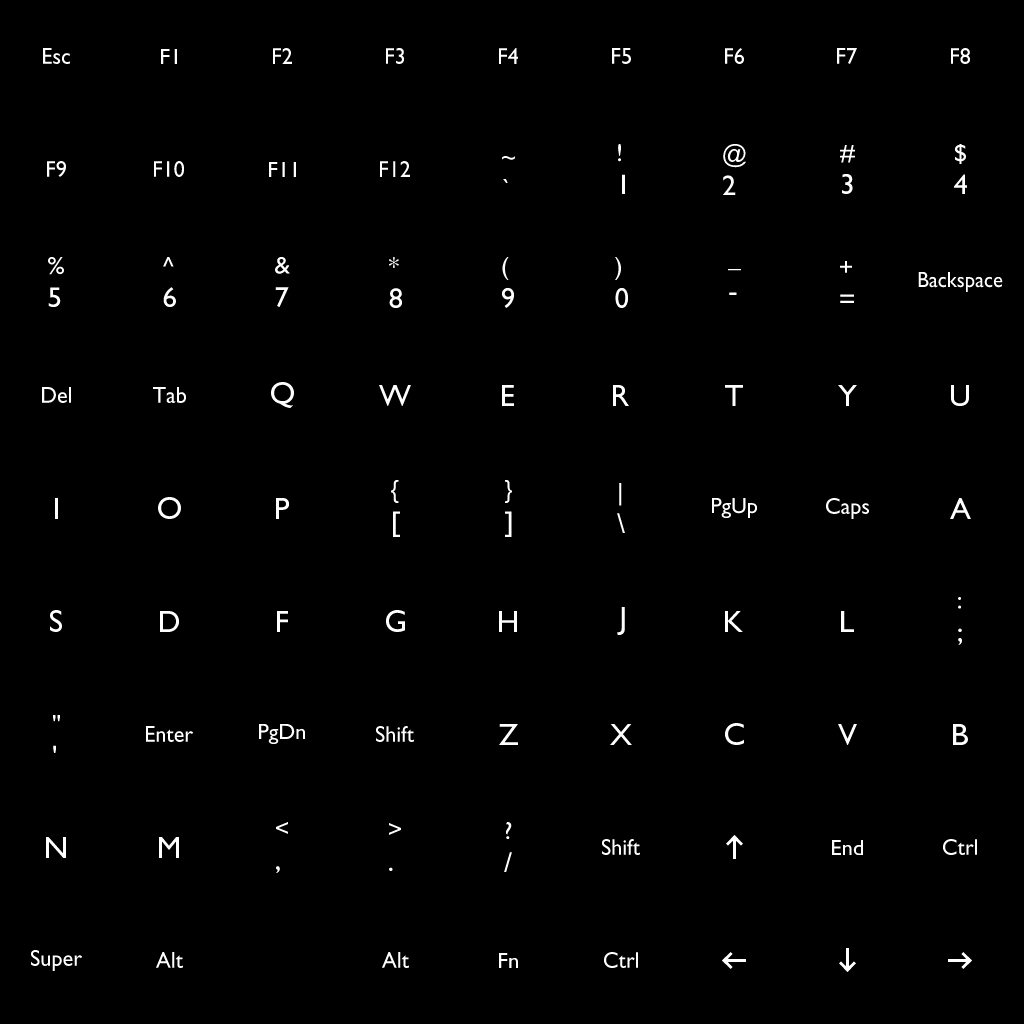 Esc F1 F2 F3 F4 F5 F6 F7 F8
~ ! @ # $
F9 F10 F11 F12 ` 1 2 3 4
% ^ & * ( ) _ +
5 6 7 8 9 0 - = Backspace
Del Tab Q W E R T Y U
{ } |
I O P [ ] \ PgUp Caps A
:
S D F G H J K L ;
"
' Enter PgDn Shift Z X C V B
< > ?
N M , . / Shift ↑ End Ctrl
Super Alt Alt Fn Ctrl ← ↓ →